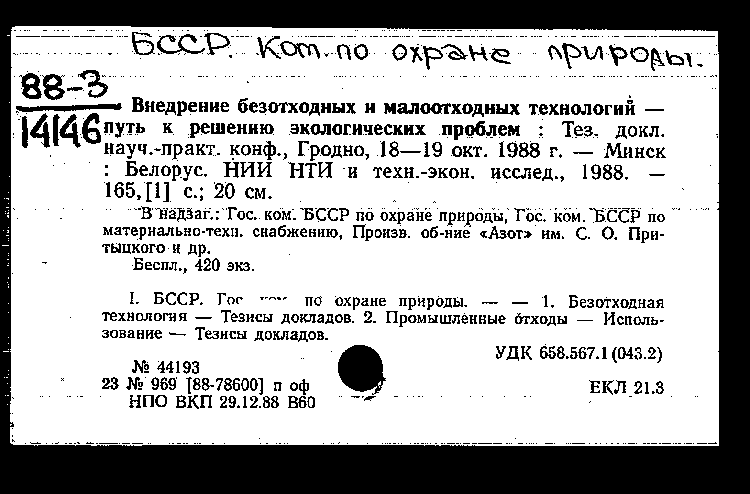 БССР. Ком. по охране природы.
88-3
14146
Внедрение безотходных и малоотходных технологий —
путь к решению экологических проблем : Тез. докл.
науч.-практ. конф., Гродно, 18—19 окт. 1988 г. — Минск
: Белорус. НИИ НТИ и техн.-экон. исслед., 1988. —
165,[1] с.; 20 см.
В надзаг.: Гос. ком. БССР по охране природы, Гос. ком. БССР по
материально-техн. снабжению, Произв. об-ние «Азот» им. С. О. При-
тыцкого и др.
Беспл., 420 экз.
I. БССР. Гос по охране природы. — — 1. Безотходная
технология — Тезисы докладов. 2. Промышленные отходы — Исполь-
зование — Тезисы докладов.
УДК 658.567.1(043.2)
№ 44193
23 № 969 [88-78600] п оф
ЕКЛ 21.3
НПО ВКП 29.12.88 В60